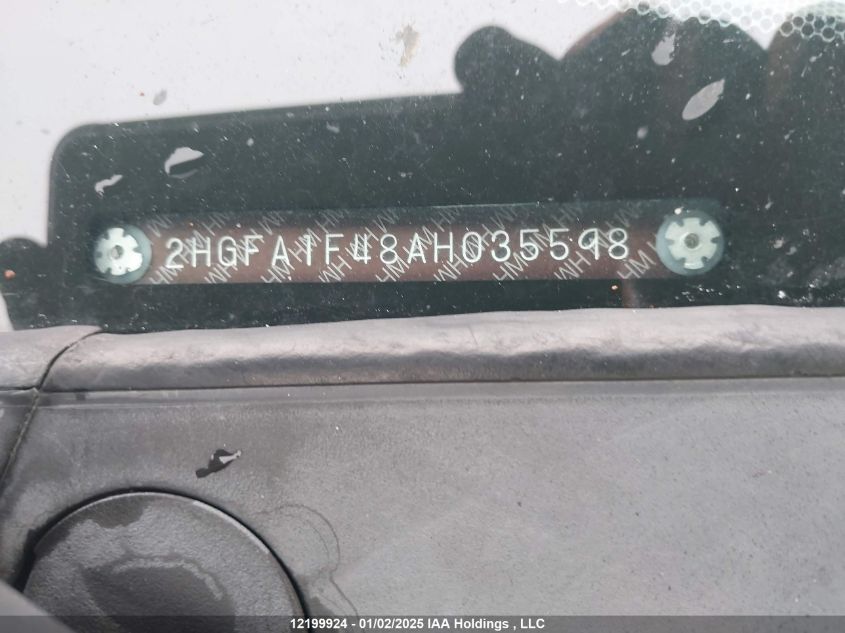 2HGFA1F48AH035598
12199924 - 01/02/2025 IAA Holdings , LLC